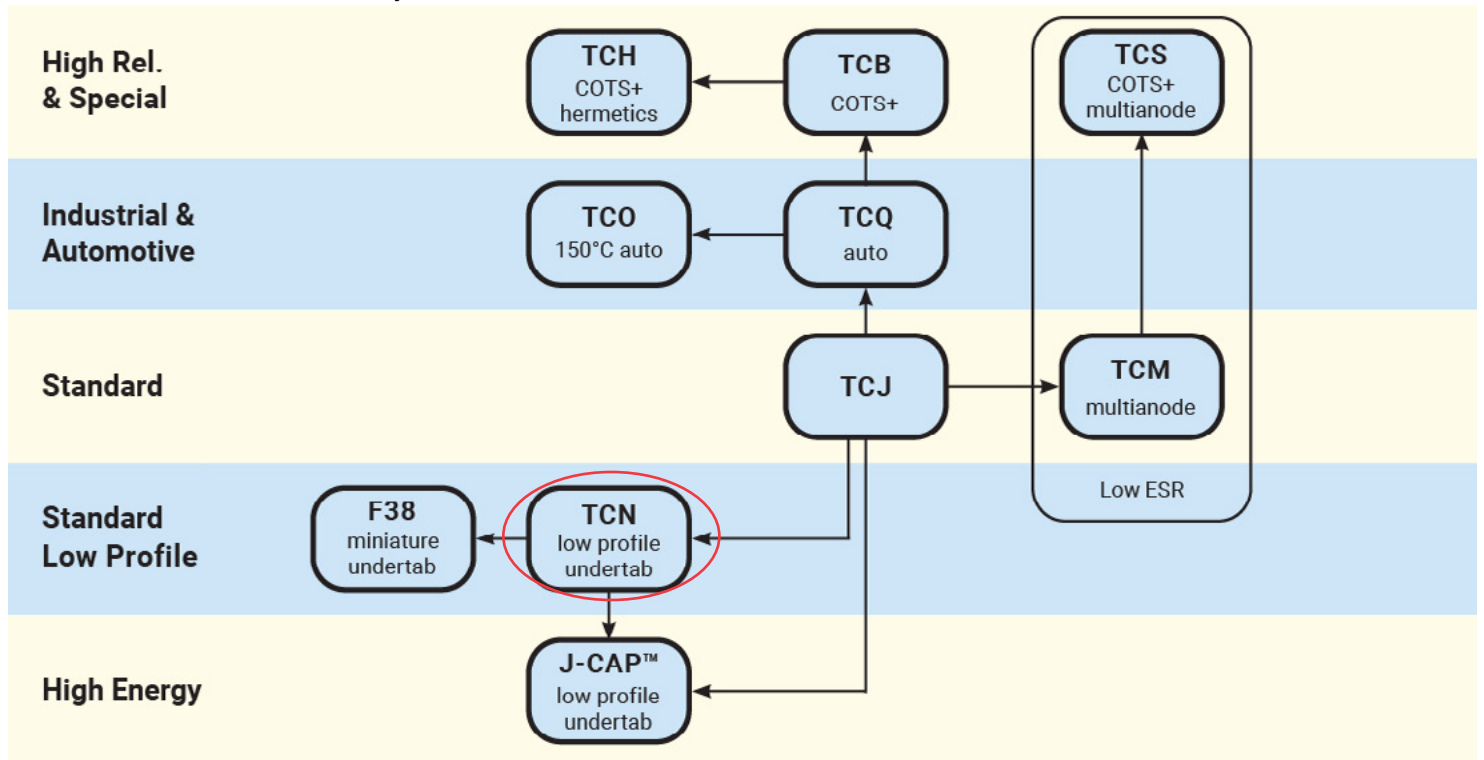 High Rel.
& Special
TCH
COTS+
hermetics
TCB
COTS+
TCS
COTS+
multianode
Industrial &
Automotive
TCO
150°C auto
TCQ
auto
Standard
TCJ
TCM
multianode
Low ESR
Standard
Low Profile
F38
miniature
undertab
TCN
low profile
undertab
High Energy
J-CAP™
low profile
undertab